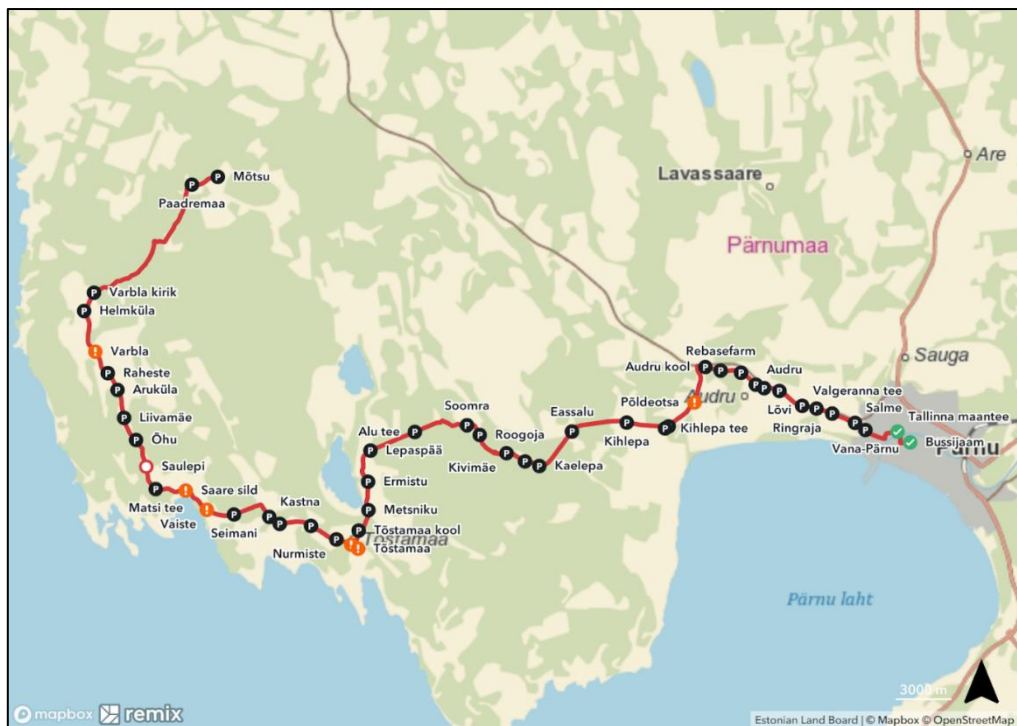 Are
Lavassaare
Pärnumaa
Mõtsu
Paadremaa
Varbla kirik
Helmküla
Varbla
Raheste
Aruküla
Liivamäe
Õhu
Saulepi
Matsi tee
Saare sild
Vaiste
Seimani
Kastna
Nurmiste
Tõstamaa
Tõstamaa kool
Tõstamaa
Metsniku
Ermistu
Lepaspää
Alu tee
Soomra
Roogoja
Kivimäe
Kaelepa
Eassalu
Kihlepa
Kihlepa tee
Põldeotsa
Audru kool
Rebasefarm
Audru
Audru
Lõvi
Ringraja
Valgeranna tee
Salme
Vana-Pärnu
Tallinna maantee
Bussijaam
Pärnu
Sauga
Pärnu laht
3000 m
mapbox remix
Estonian Land Board | © Mapbox © OpenStreetMap